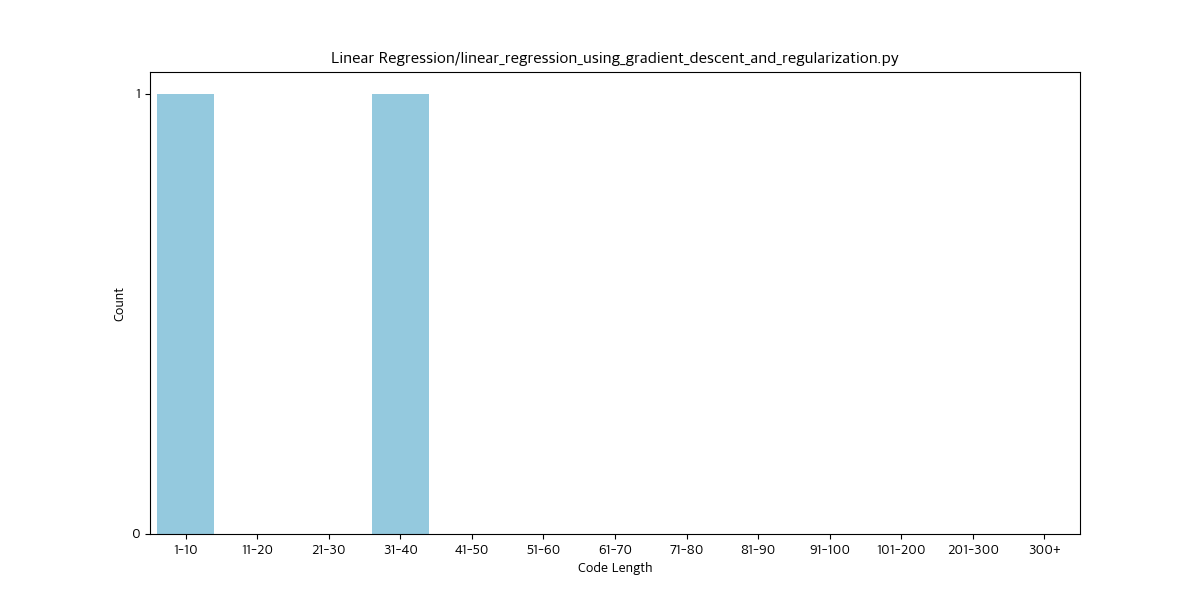 Linear Regression/linear_regression_using_gradient_descent_and_regularization.py
1
Count
0
1-10 11-20 21-30 31-40 41-50 51-60 61-70 71-80 81-90 91-100 101-200 201-300 300+
Code Length